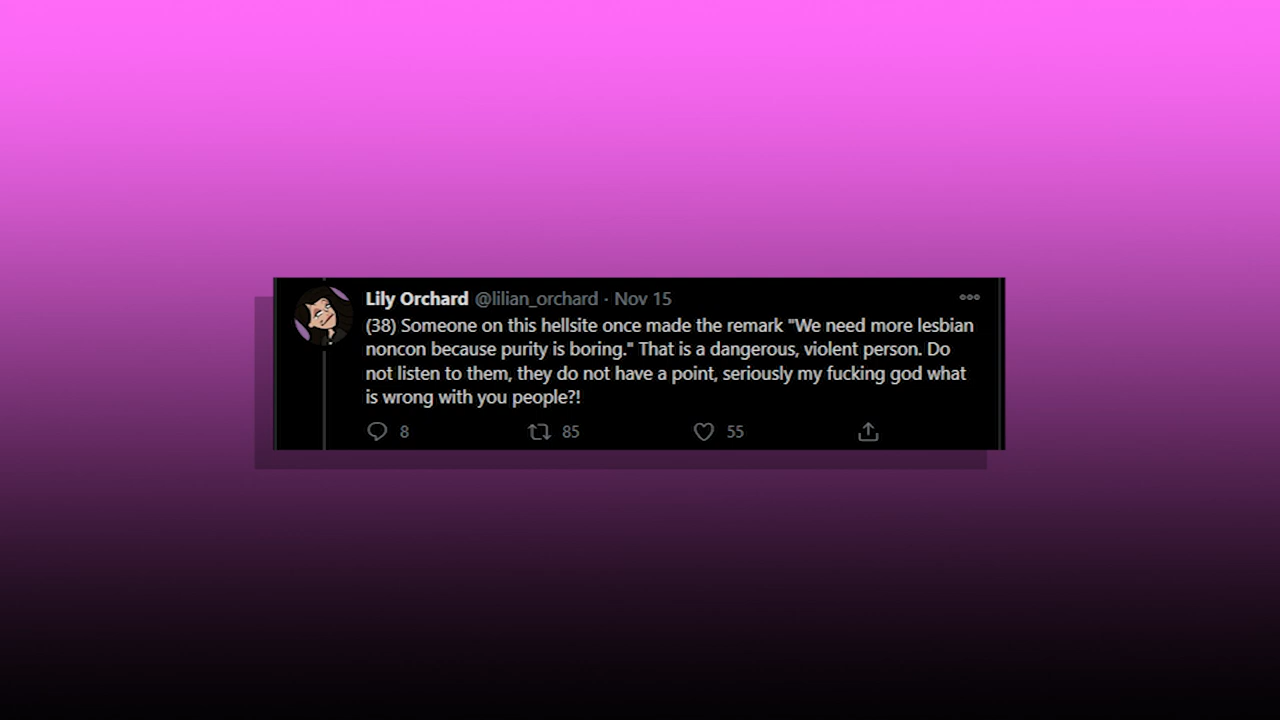 Lily Orchard @lilian_orchard · Nov 15
(38) Someone on this hellsite once made the remark "We need more lesbian
noncon because purity is boring." That is a dangerous, violent person. Do
not listen to them, they do not have a point, seriously my fucking god what
is wrong with you people?!
8 85 55